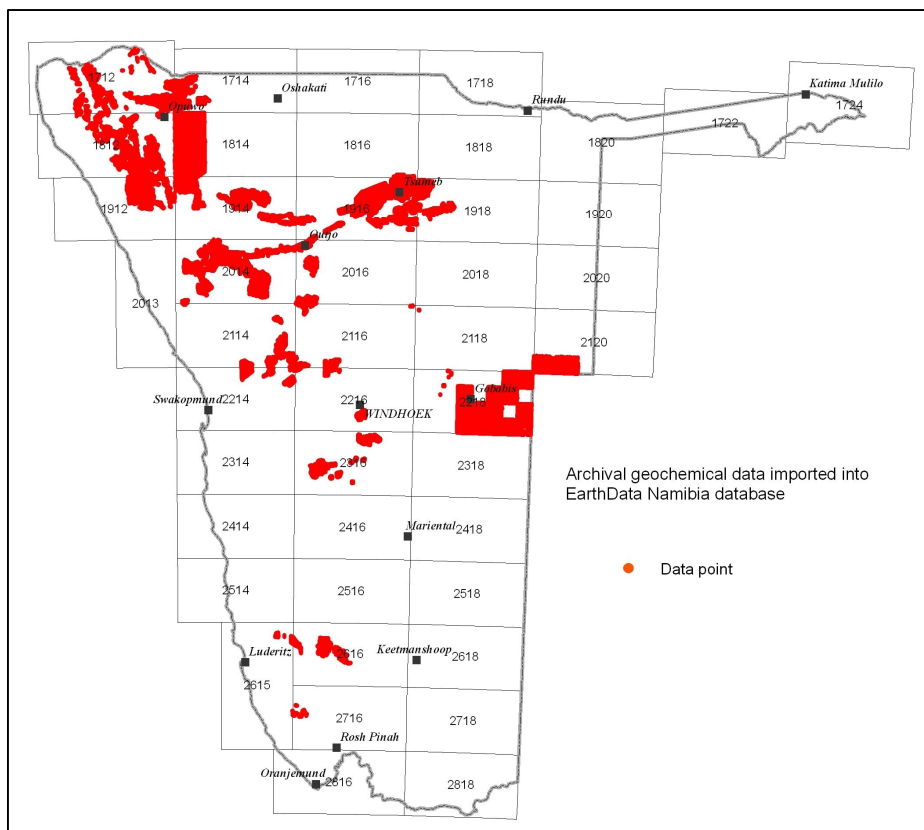 Katima Mulilo
1712
1714
1716
1718
1724
Oshakati
Opuwo
Rundu
1722
1812
1814
1816
1818
1820
Tsumeb
1912
1914
1916
1918
1920
Outjo
2013
2014
2016
2018
2020
2114
2116
2118
2120
Swakopmund
2214
2216
WINDHOEK
Gobabis
2218
2314
2316
2318
Archival geochemical data imported into
EarthData Namibia database
2414
2416
Mariental
2418
Data point
2514
2516
2518
Luderitz
2616
Keetmanshoop
2618
2615
2716
2718
Rosh Pinah
Oranjemund
2816
2818